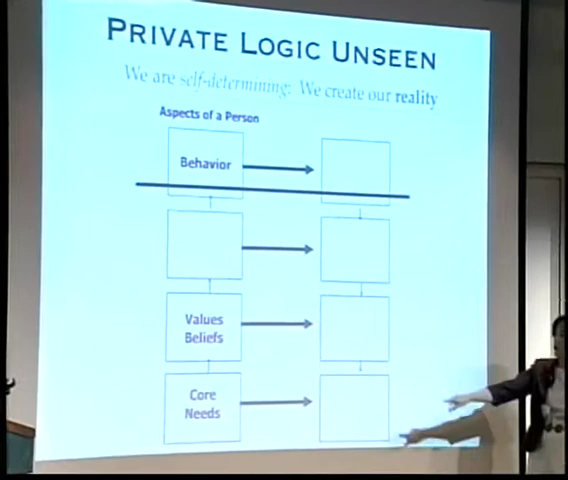 PRIVATE LOGIC UNSEEN
We are self-determining: We create our reality
Aspects of a Person
Behavior
Values
Beliefs
Core
Needs